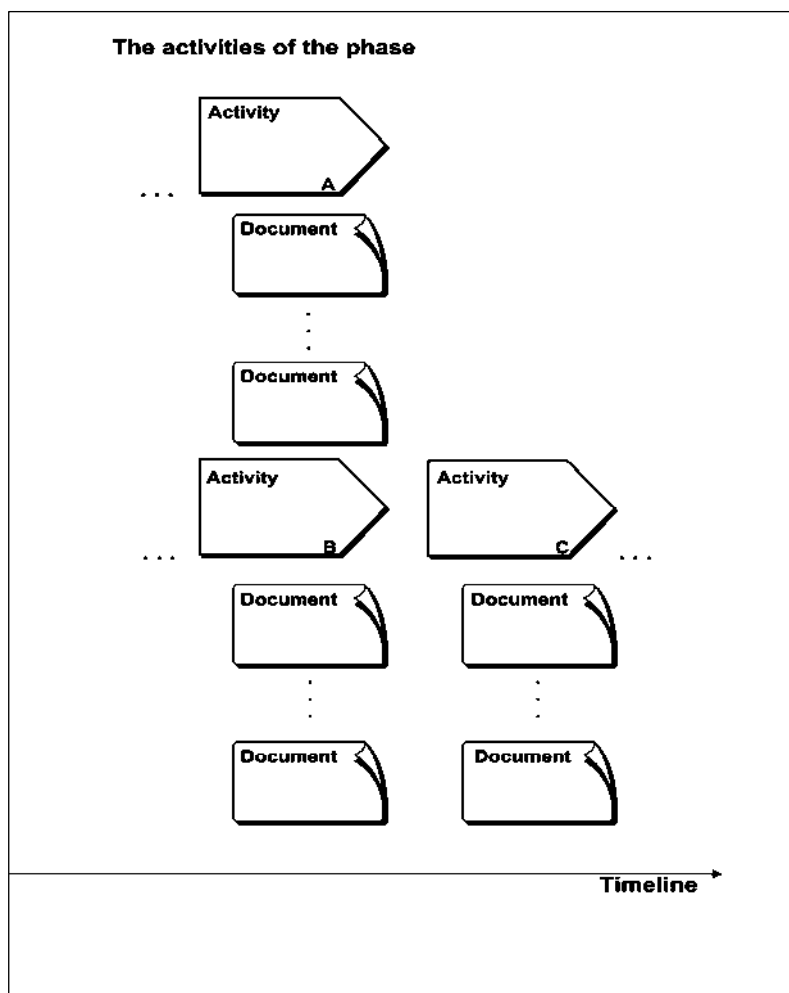 The activities of the phase
Activity
A
...
Document
Document
Activity
Activity
B
C
...
...
Document
Document
Document
Document
Timeline